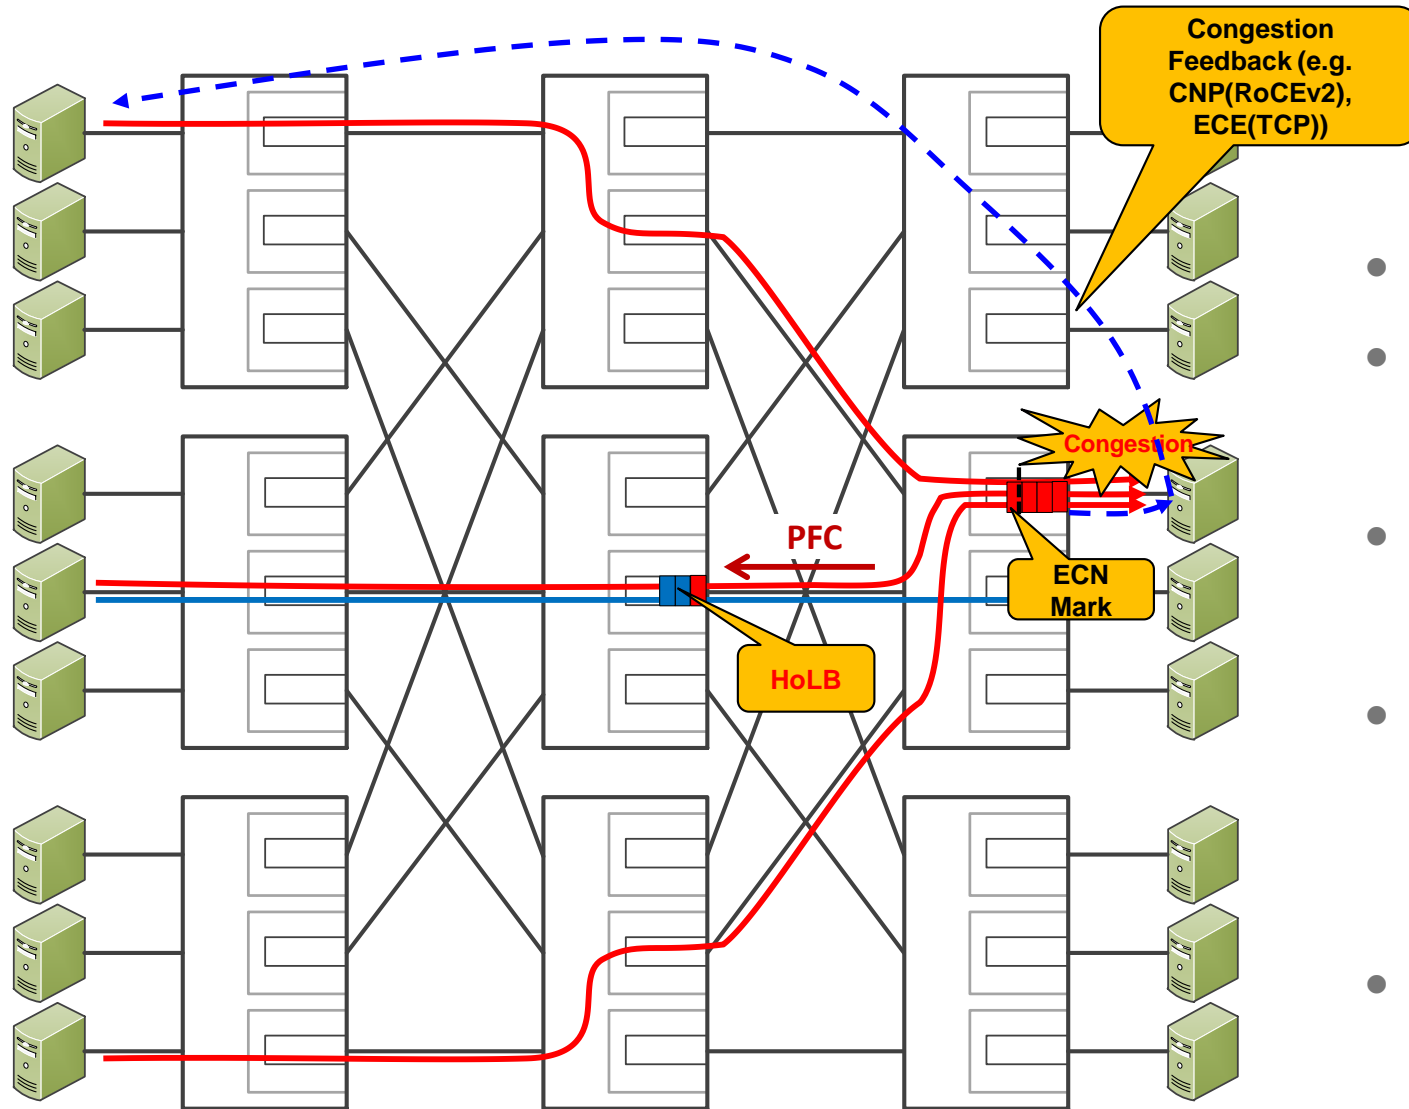 Congestion
Feedback (e.g.
CNP(RoCEv2),
ECE(TCP))
Congestion
PFC
ECN
Mark
HoLB